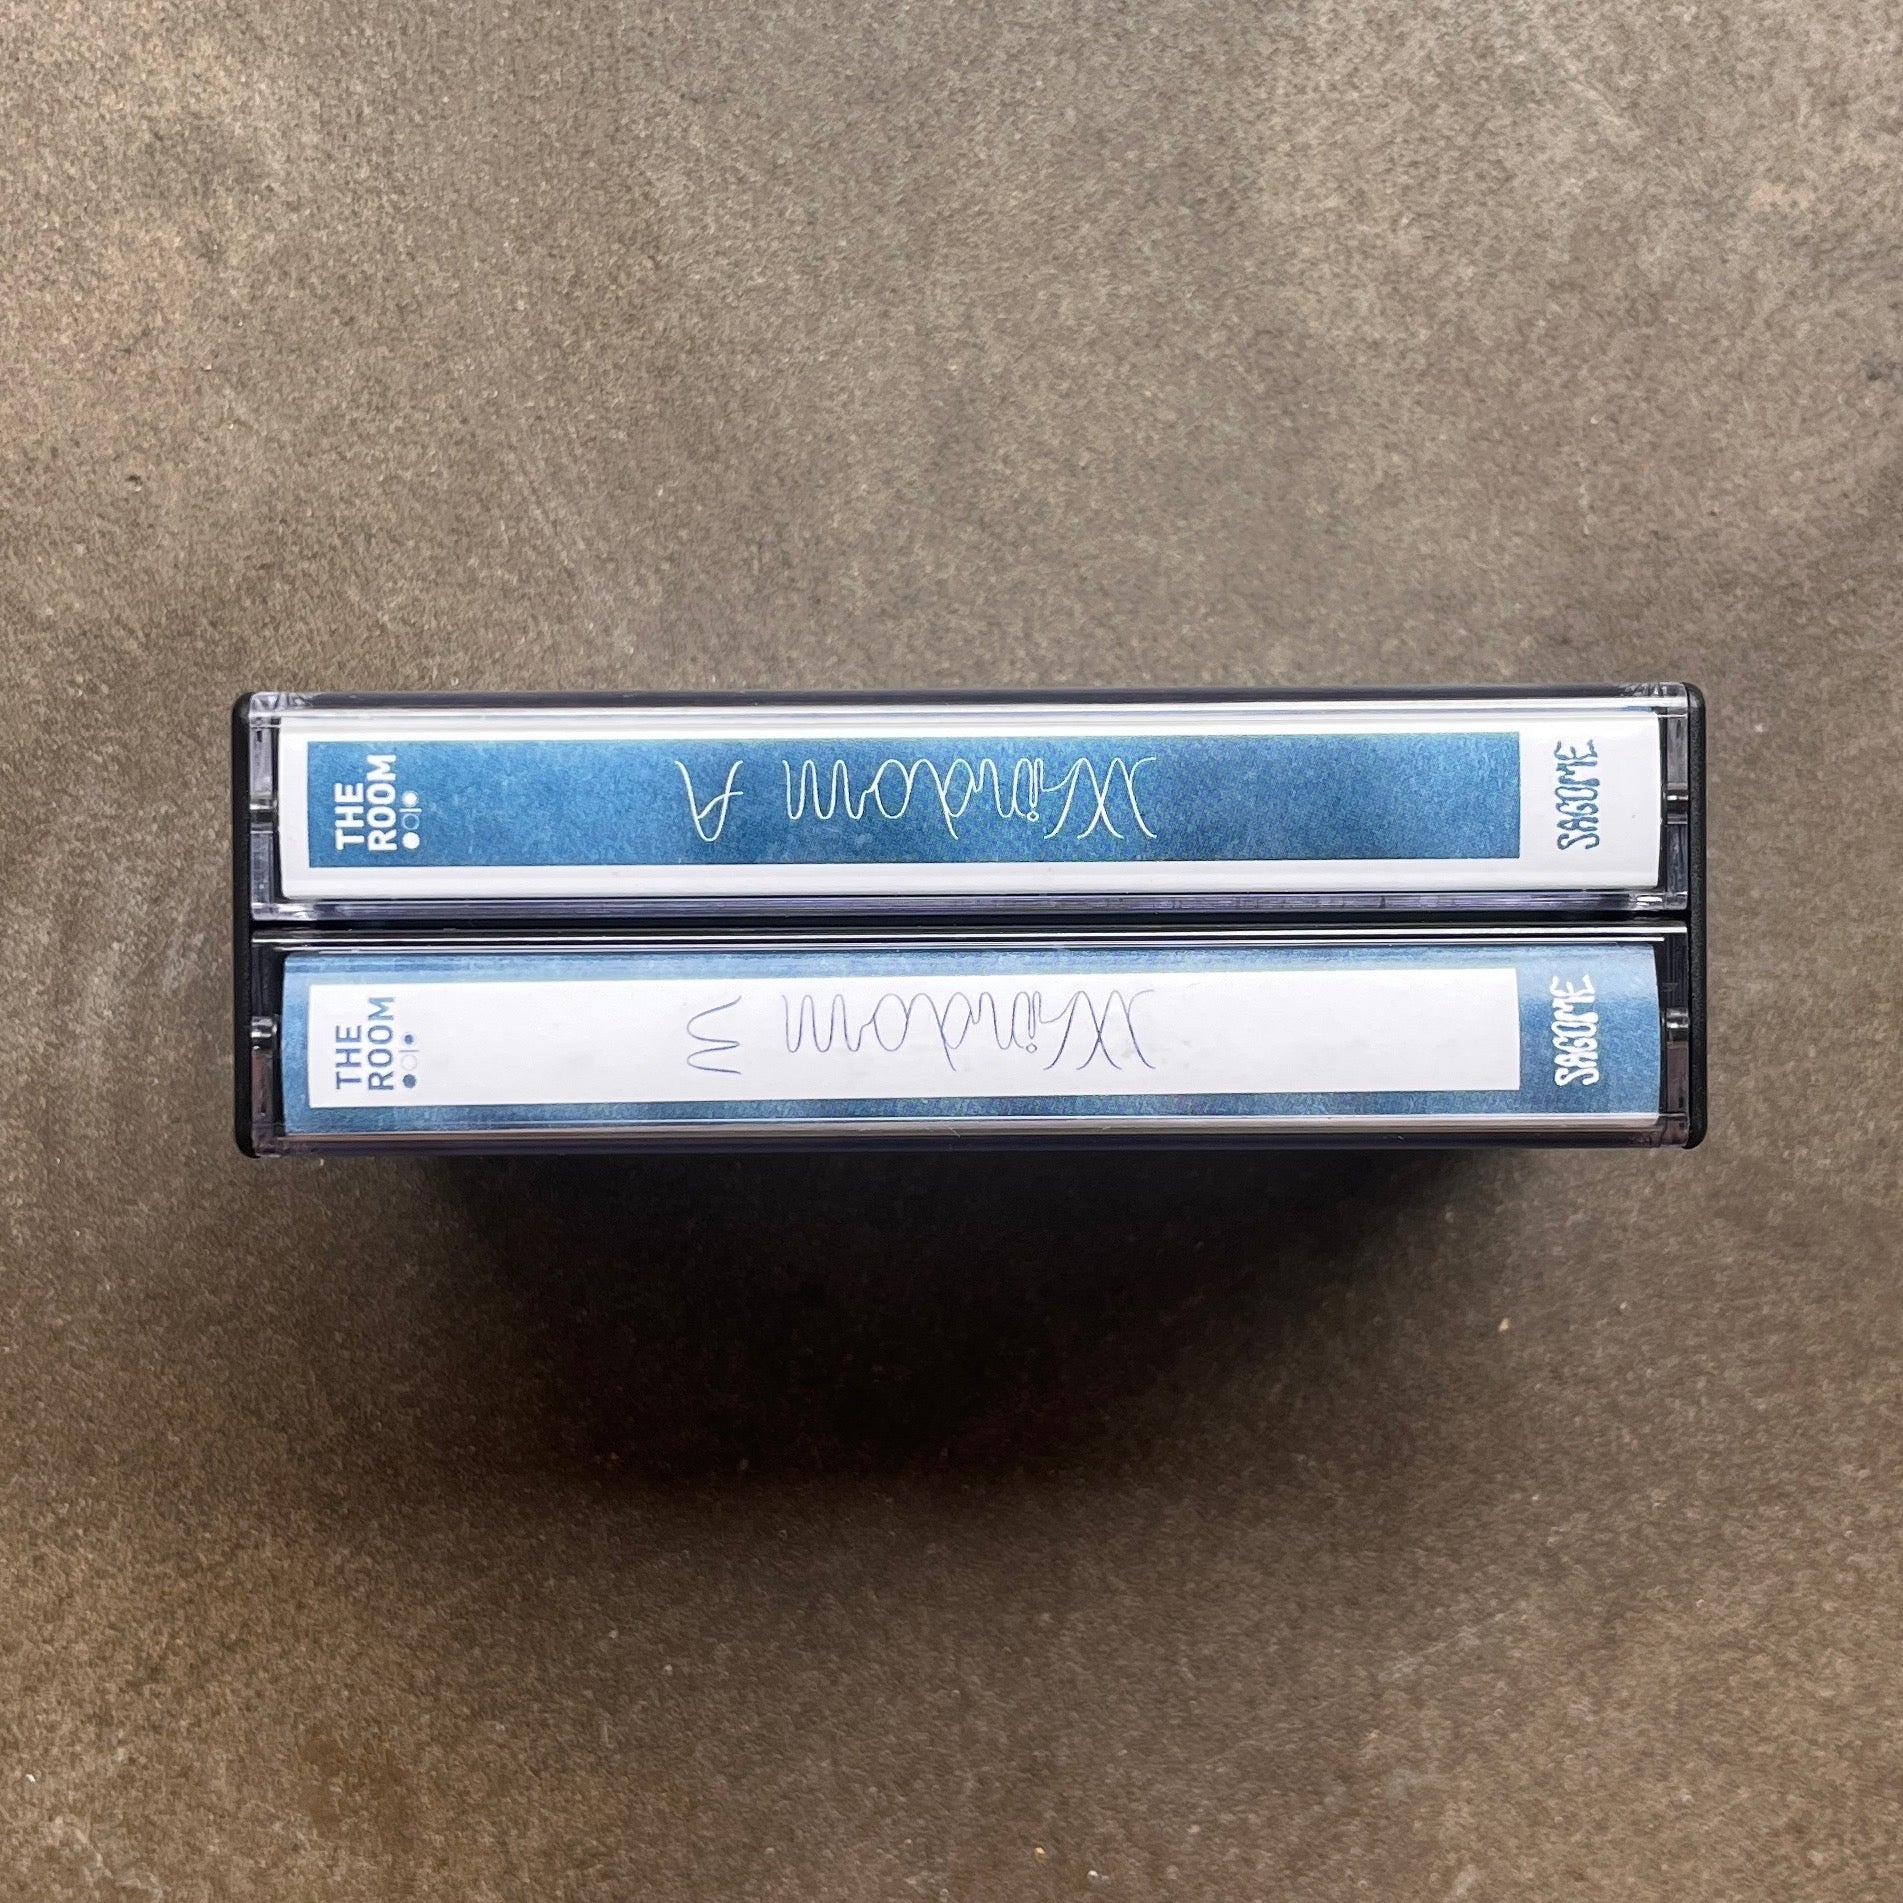 THE
ROOM
Window A
SAGOME
THE
ROOM
Window
SAGOME